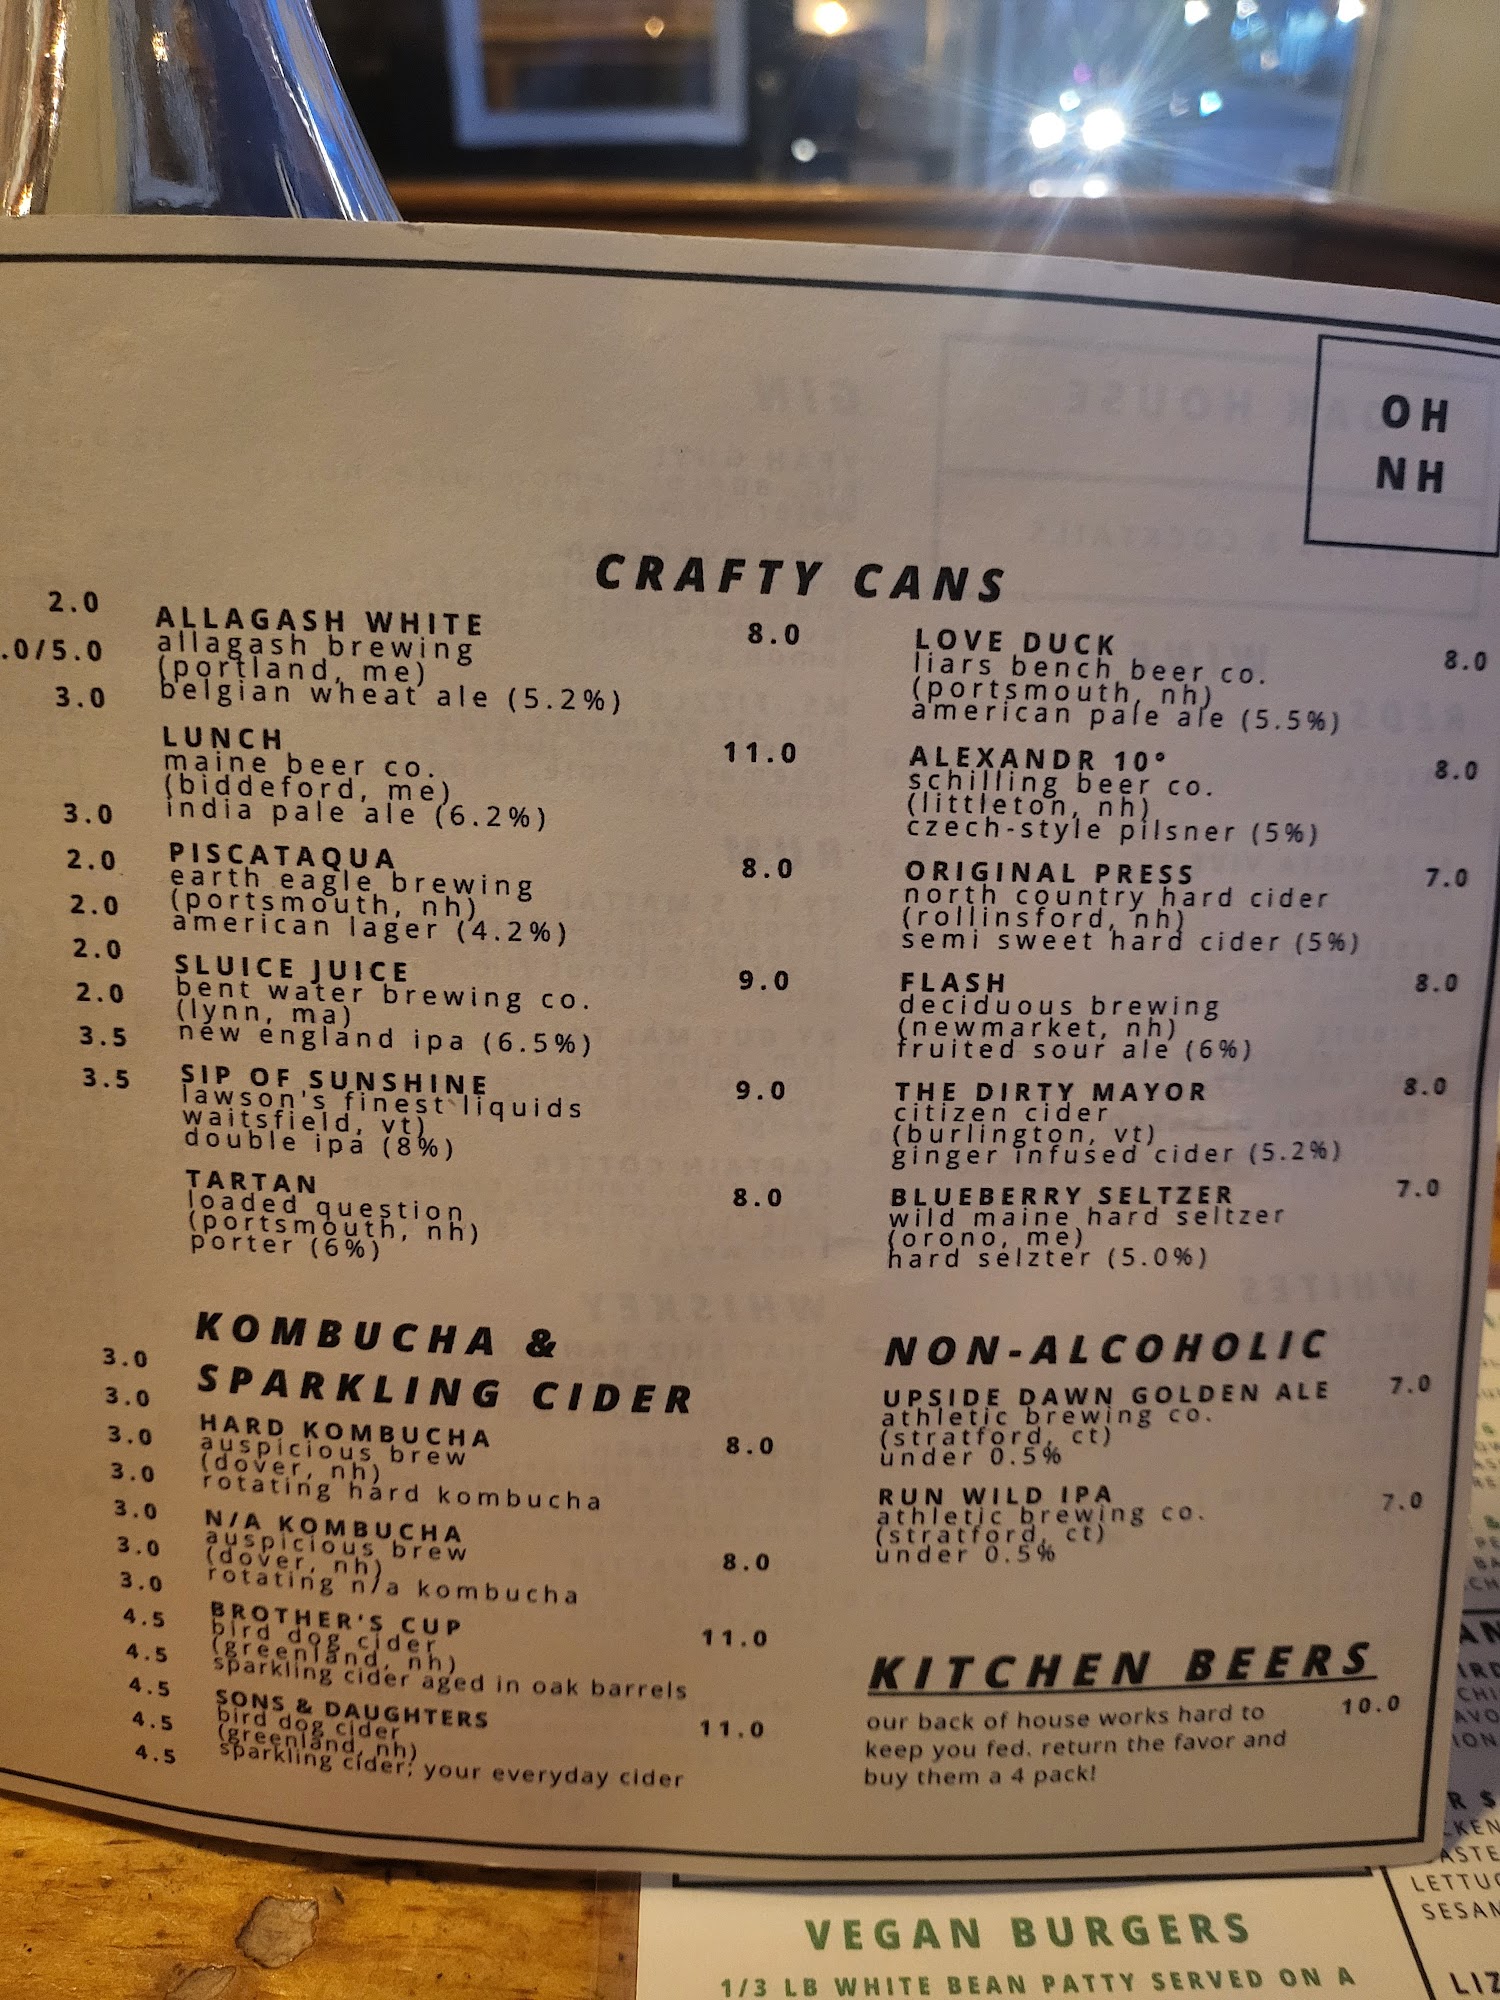 OH
NH
CRAFTY CANS
2.0
.0/5.0
3.0
3.0
2.0
2.0
2.0
2.0
3.5
3.5
3.0
3.0
3.0
3.0
3.0
3.0
3.0
4.5
4.5
4.5
4.5
4.5
ALLAGASH WHITE 8.0
allagash brewing
(portland, me)
belgian wheat ale (5.2%)
LUNCH 11.0
maine beer co.
(biddeford, me)
india pale ale (6.2%)
PISCATAQUA 8.0
earth eagle brewing
(portsmouth, nh)
american lager (4.2%)
SLUICE JUICE 9.0
bent water brewing co.
(lynn, ma)
new england ipa (6.5%)
SIP OF SUNSHINE 9.0
lawson's finest liquids
waitsfield, vt)
double ipa (8%)
TARTAN 8.0
loaded question
(portsmouth, nh)
porter (6%)
LOVE DUCK 8.0
liars bench beer co.
(portsmouth, nh)
american pale ale (5.5%)
ALEXANDR 10° 8.0
schilling beer co.
(littleton, nh)
czech-style pilsner (5%)
ORIGINAL PRESS 7.0
north country hard cider
(rollinsford, nh)
semi sweet hard cider (5%)
FLASH 8.0
deciduous brewing
(newmarket, nh)
fruited sour ale (6%)
THE DIRTY MAYOR 8.0
citizen cider
(burlington, vt)
ginger infused cider (5.2%)
BLUEBERRY SELTZER 7.0
wild maine hard seltzer
(orono, me)
hard selzter (5.0%)
KOMBUCHA &
SPARKLING CIDER
HARD KOMBUCHA 8.0
auspicious brew
(dover, nh)
rotating hard kombucha
N/A KOMBUCHA 8.0
auspicious brew
(dover, nh)
rotating n/a kombucha
BROTHER'S CUP 11.0
bird dog cider
(greenland, nh)
sparkling cider aged in oak barrels
SONS & DAUGHTERS 11.0
bird dog cider
(greenland, nh)
sparkling cider; your everyday cider
NON-ALCOHOLIC
UPSIDE DAWN GOLDEN ALE 7.0
athletic brewing co.
(stratford, ct)
under 0.5%
RUN WILD IPA 7.0
athletic brewing co.
(stratford, ct)
under 0.5%
KITCHEN BEERS
our back of house works hard to 10.0
keep you fed. return the favor and
buy them a 4 pack!
VEGAN BURGERS
1/3 LB WHITE BEAN PATTY SERVED ON A
LETTUC
SESAM
LIZ